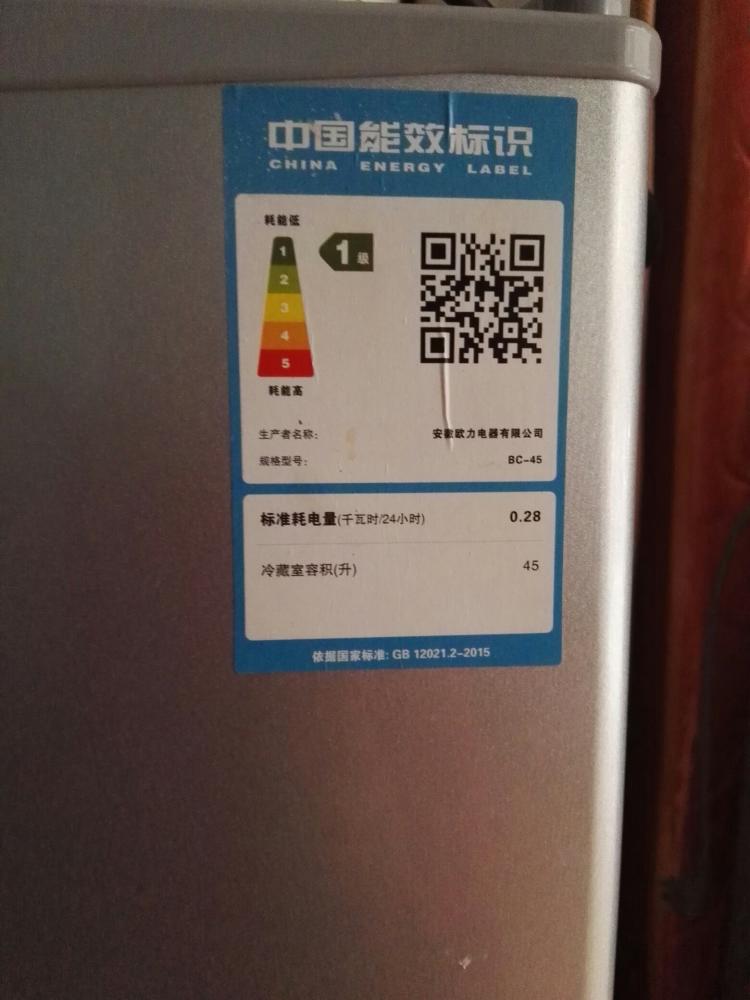 中国能效标识
CHINA ENERGY LABEL
耗能低
1
1级
2
3
4
5
耗能高
生产者名称: 安徽欧力电器有限公司
规格型号: BC-45
标准耗电量(千瓦时/24小时) 0.28
冷藏室容积(升) 45
依据国家标准: GB 12021.2-2015